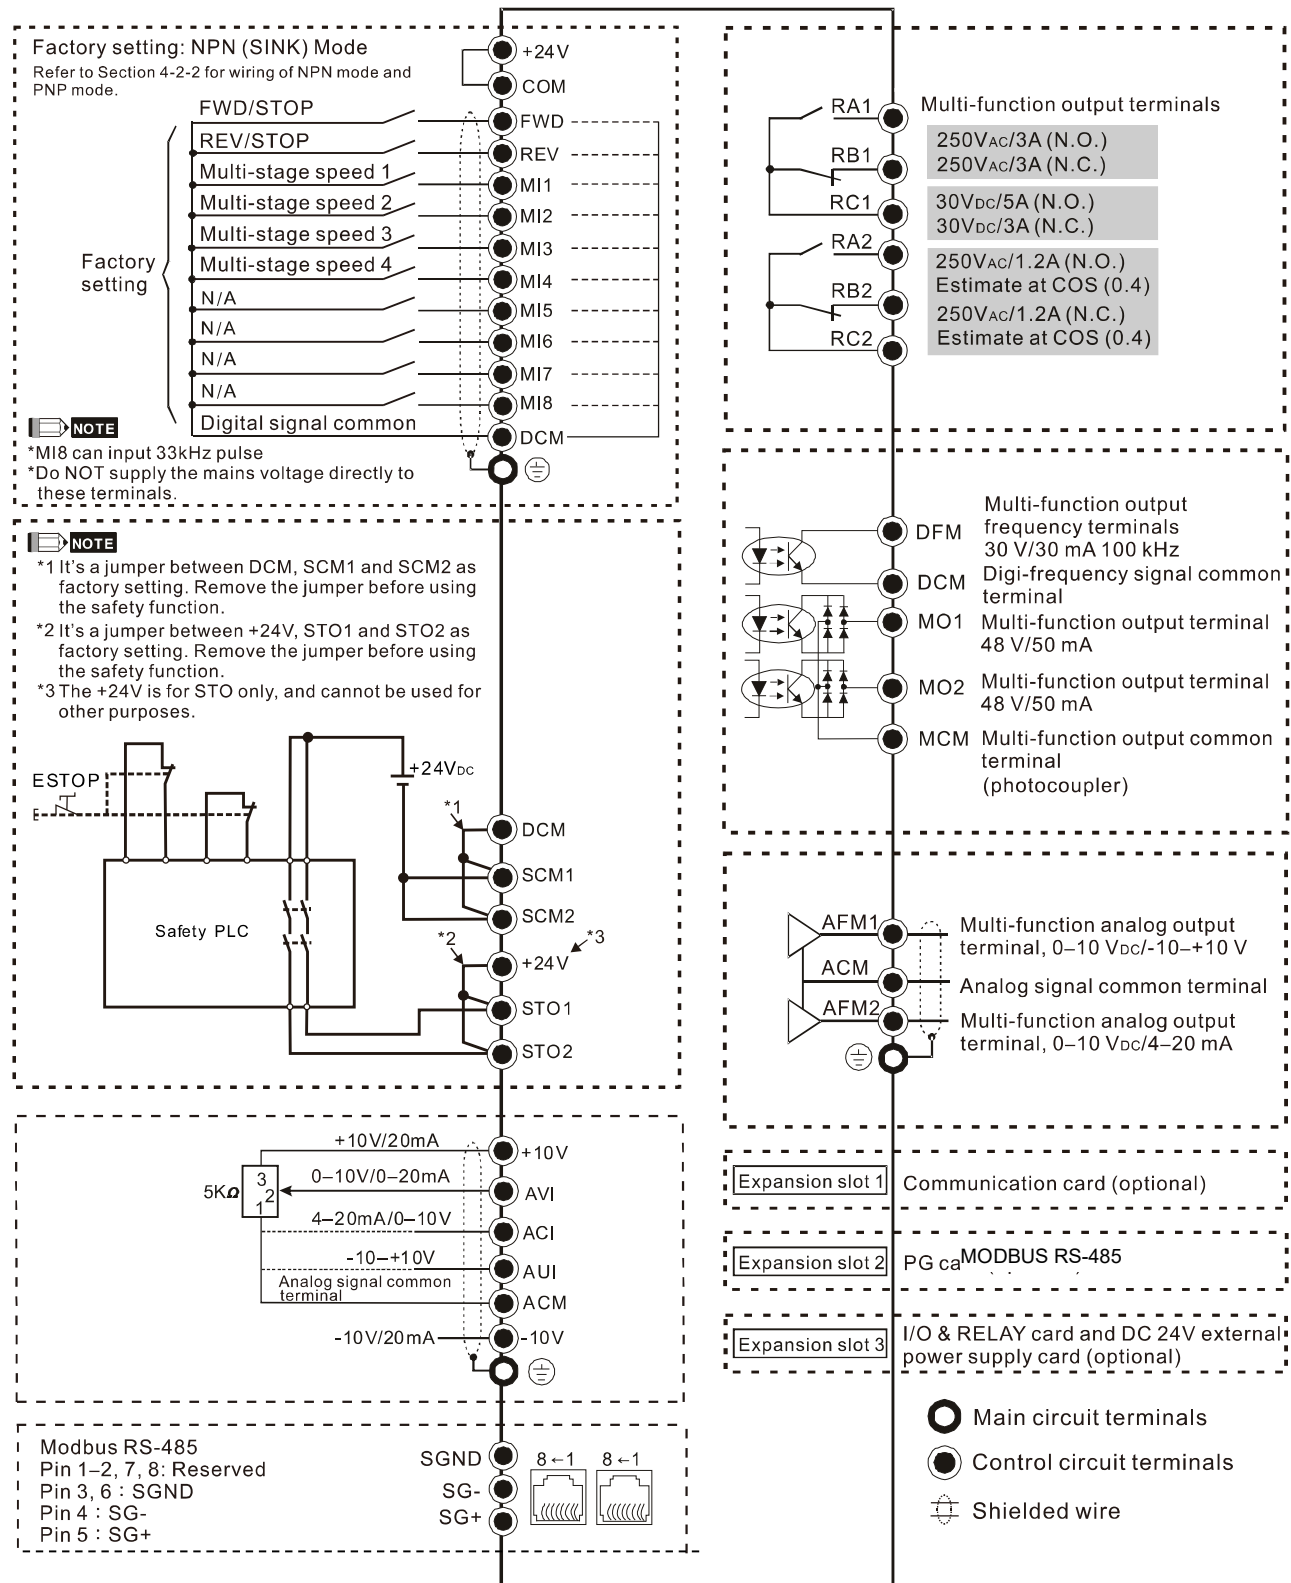 Factory setting: NPN (SINK) Mode
Refer to Section 4-2-2 for wiring of NPN mode and
PNP mode.
+24V
COM
FWD/STOP
FWD
REV/STOP
REV
Multi-stage speed 1
MI1
Multi-stage speed 2
MI2
Multi-stage speed 3
MI3
Multi-stage speed 4
MI4
Factory
setting
N/A
MI5
N/A
MI6
N/A
MI7
N/A
MI8
Digital signal common
DCM
NOTE
*MI8 can input 33kHz pulse
*Do NOT supply the mains voltage directly to
these terminals.
NOTE
*1 It's a jumper between DCM, SCM1 and SCM2 as
factory setting. Remove the jumper before using
the safety function.
*2 It's a jumper between +24V, STO1 and STO2 as
factory setting. Remove the jumper before using
the safety function.
*3 The +24V is for STO only, and cannot be used for
other purposes.
ESTOP
+24VDC
*1
DCM
SCM1
SCM2
Safety PLC
*2
*3
+24V
STO1
STO2
+10V/20mA
+10V
5KΩ
3
2
1
0–10V/0–20mA
AVI
4–20mA/0–10V
ACI
-10–+10V
AUI
Analog signal common
terminal
ACM
-10V/20mA
-10V
Modbus RS-485
Pin 1–2, 7, 8: Reserved
Pin 3, 6 : SGND
Pin 4 : SG-
Pin 5 : SG+
SGND
SG-
SG+
8←1
8←1
RA1
Multi-function output terminals
250VAC/3A (N.O.)
250VAC/3A (N.C.)
RB1
RC1
30VDC/5A (N.O.)
30VDC/3A (N.C.)
RA2
250VAC/1.2A (N.O.)
Estimate at COS (0.4)
RB2
250VAC/1.2A (N.C.)
Estimate at COS (0.4)
RC2
DFM
Multi-function output
frequency terminals
30 V/30 mA 100 kHz
DCM
Digi-frequency signal common
terminal
MO1
Multi-function output terminal
48 V/50 mA
MO2
Multi-function output terminal
48 V/50 mA
MCM
Multi-function output common
terminal
(photocoupler)
AFM1
Multi-function analog output
terminal, 0–10 VDC/-10–+10 V
ACM
Analog signal common terminal
AFM2
Multi-function analog output
terminal, 0–10 VDC/4–20 mA
Expansion slot 1
Communication card (optional)
Expansion slot 2
PG ca
MODBUS RS-485
Expansion slot 3
I/O & RELAY card and DC 24V external
power supply card (optional)
Main circuit terminals
Control circuit terminals
Shielded wire